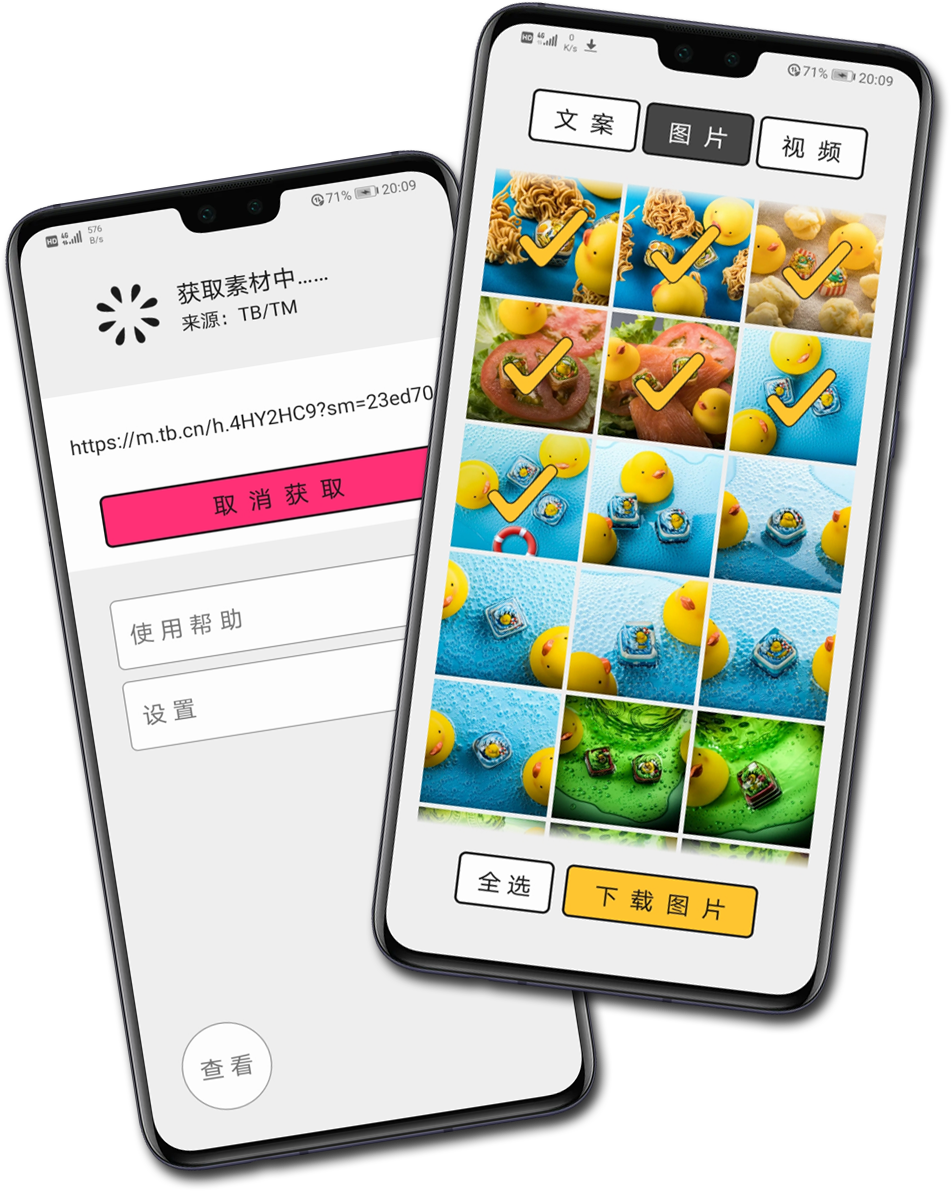 HD 4G 576 B/s 71% 20:09
获取素材中......
来源：TB/TM
https://m.tb.cn/h.4HY2HC9?sm=23ed70
取消获取
使用帮助
设置
查看
HD 4G 0 K/s 71% 20:09
文案 图片 视频
全选 下载图片